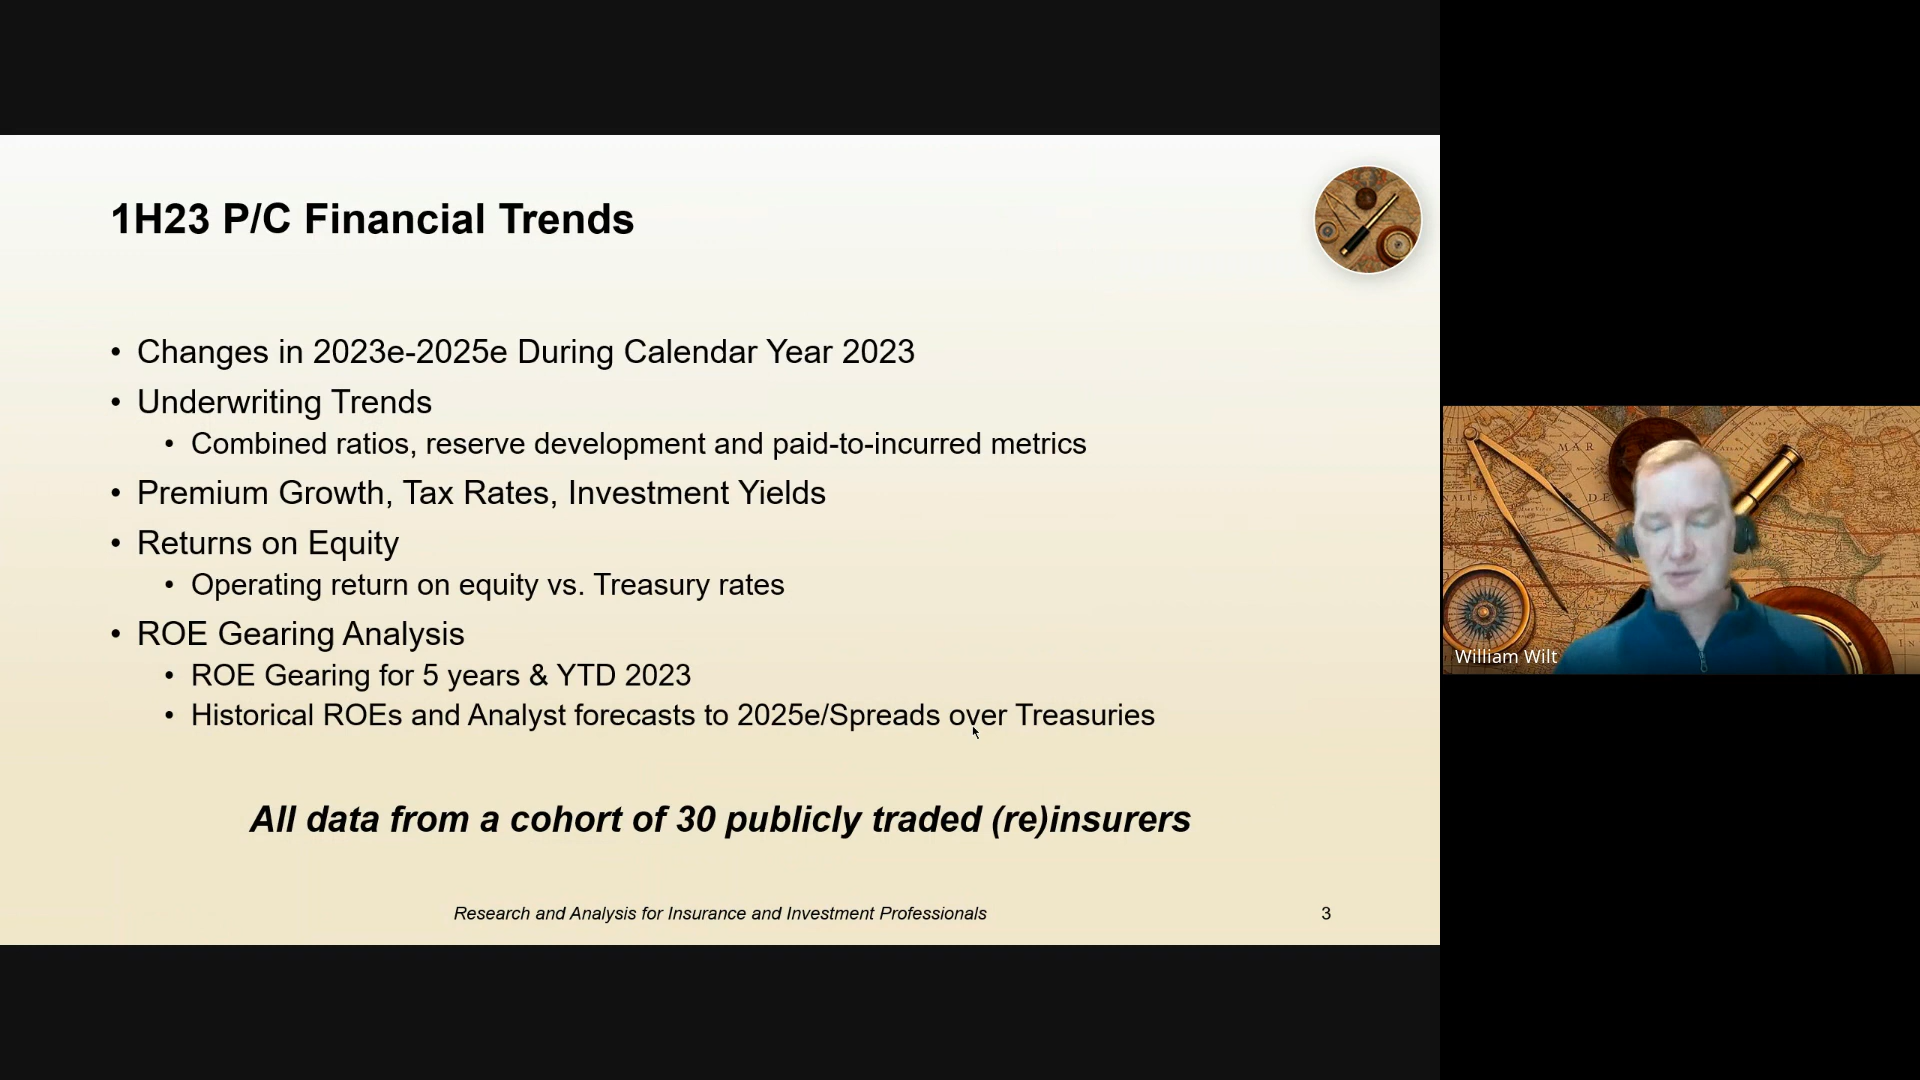 1H23 P/C Financial Trends
• Changes in 2023e-2025e During Calendar Year 2023
• Underwriting Trends
• Combined ratios, reserve development and paid-to-incurred metrics
• Premium Growth, Tax Rates, Investment Yields
• Returns on Equity
• Operating return on equity vs. Treasury rates
• ROE Gearing Analysis
• ROE Gearing for 5 years & YTD 2023
• Historical ROEs and Analyst forecasts to 2025e/Spreads over Treasuries
All data from a cohort of 30 publicly traded (re)insurers
Research and Analysis for Insurance and Investment Professionals
3
MAR
William Wilt